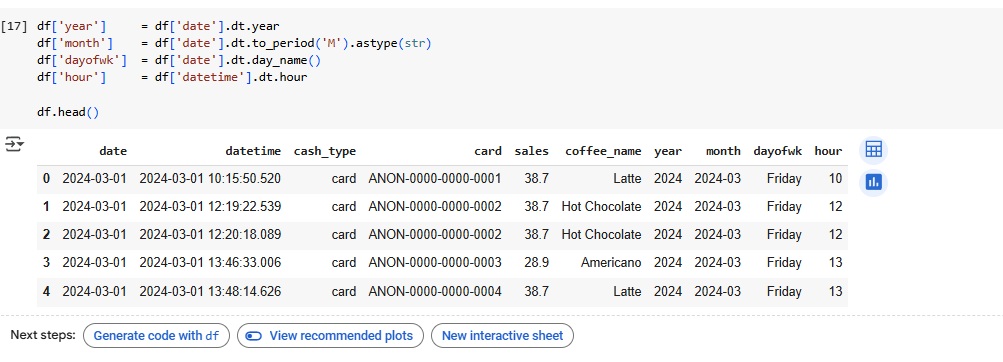 [17] df['year']     = df['date'].dt.year
df['month']    = df['date'].dt.to_period('M').astype(str)
df['dayofwk']  = df['date'].dt.day_name()
df['hour']     = df['datetime'].dt.hour
df.head()
date datetime cash_type card sales coffee_name year month dayofwk hour
0 2024-03-01 2024-03-01 10:15:50.520 card ANON-0000-0000-0001 38.7 Latte 2024 2024-03 Friday 10
1 2024-03-01 2024-03-01 12:19:22.539 card ANON-0000-0000-0002 38.7 Hot Chocolate 2024 2024-03 Friday 12
2 2024-03-01 2024-03-01 12:20:18.089 card ANON-0000-0000-0002 38.7 Hot Chocolate 2024 2024-03 Friday 12
3 2024-03-01 2024-03-01 13:46:33.006 card ANON-0000-0000-0003 28.9 Americano 2024 2024-03 Friday 13
4 2024-03-01 2024-03-01 13:48:14.626 card ANON-0000-0000-0004 38.7 Latte 2024 2024-03 Friday 13
Next steps: Generate code with df View recommended plots New interactive sheet